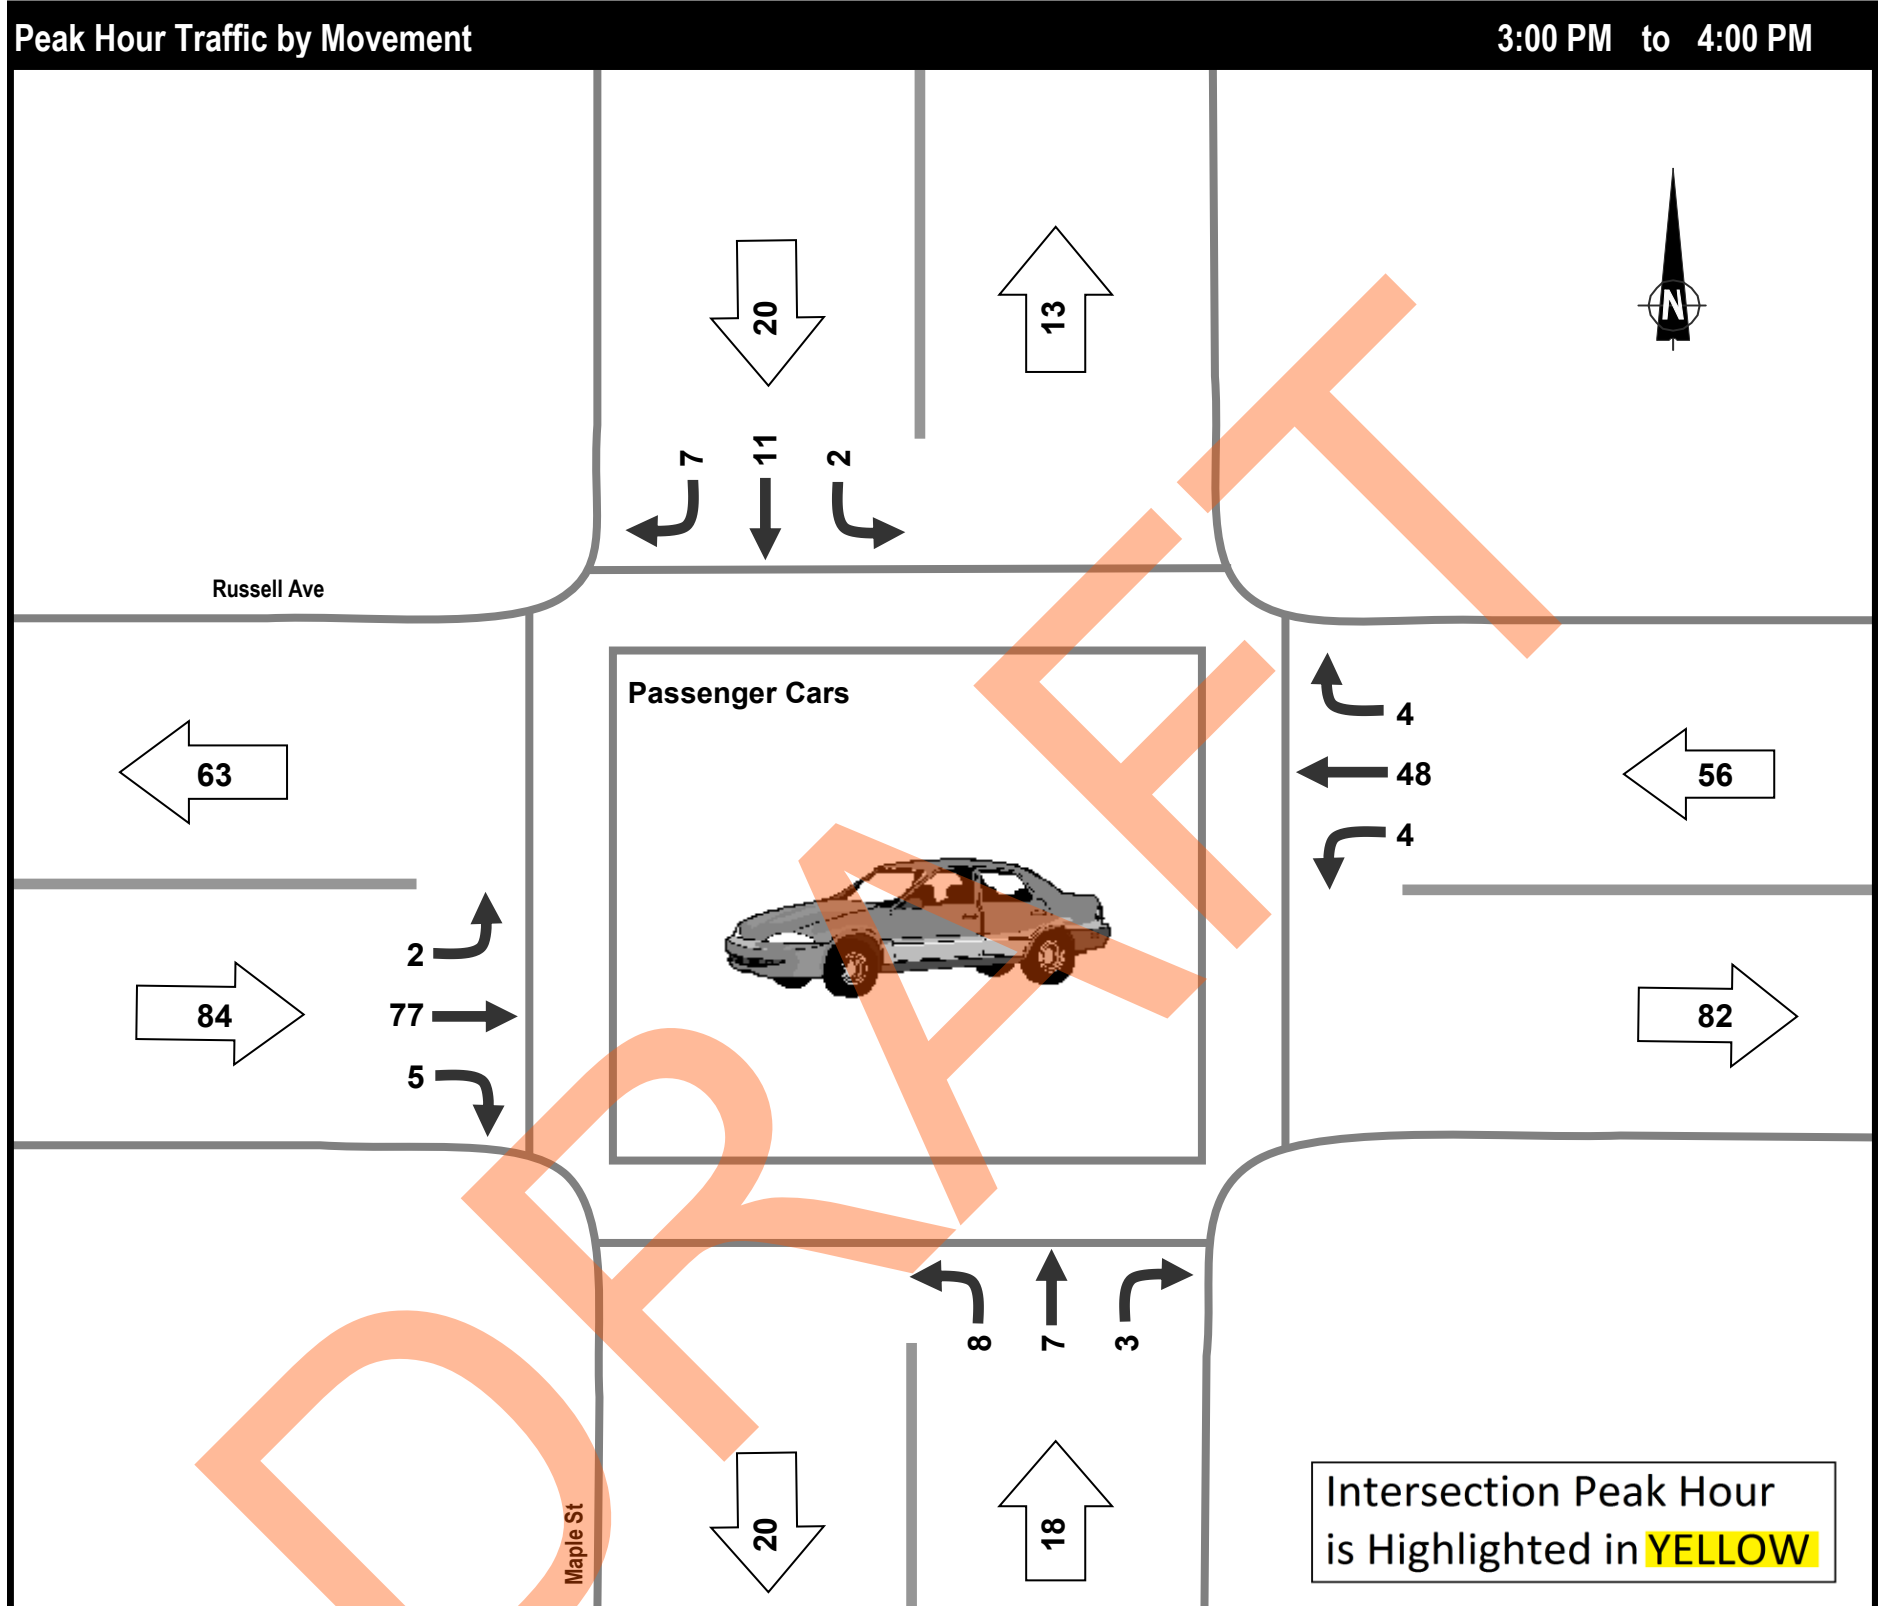 Peak Hour Traffic by Movement 3:00 PM to 4:00 PM
20
13
7 11 2
N
Russell Ave
Passenger Cars
4
63
48
56
4
2
84
77
82
5
8 7 3
20
18
Maple St
Intersection Peak Hour
is Highlighted in YELLOW
DRAFT